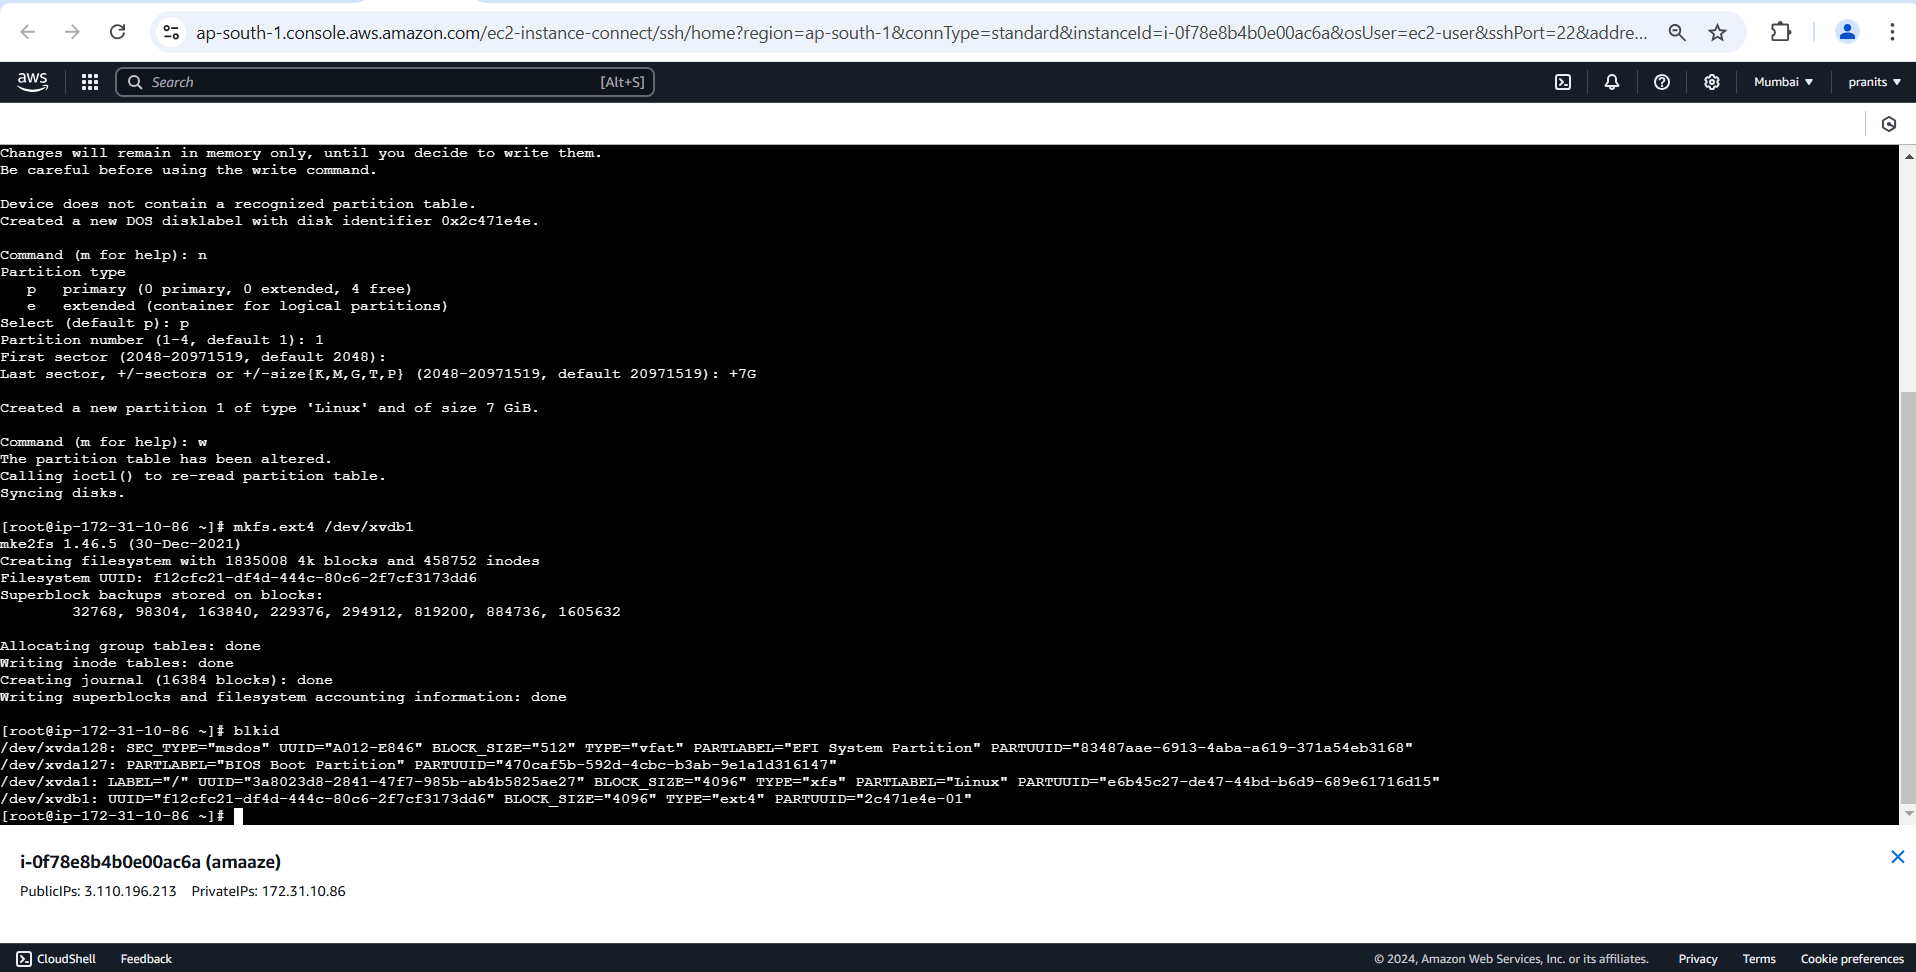 ap-south-1.console.aws.amazon.com/ec2-instance-connect/ssh/home?region=ap-south-1&connType=standard&instanceId=i-0f78e8b4b0e00ac6a&osUser=ec2-user&sshPort=22&addre...
aws Search [Alt+S] Mumbai pranits
Changes will remain in memory only, until you decide to write them.
Be careful before using the write command.
Device does not contain a recognized partition table.
Created a new DOS disklabel with disk identifier 0x2c471e4e.
Command (m for help): n
Partition type
p primary (0 primary, 0 extended, 4 free)
e extended (container for logical partitions)
Select (default p): p
Partition number (1-4, default 1): 1
First sector (2048-20971519, default 2048):
Last sector, +/-sectors or +/-size{K,M,G,T,P} (2048-20971519, default 20971519): +7G
Created a new partition 1 of type 'Linux' and of size 7 GiB.
Command (m for help): w
The partition table has been altered.
Calling ioctl() to re-read partition table.
Syncing disks.
[root@ip-172-31-10-86 ~]# mkfs.ext4 /dev/xvdb1
mke2fs 1.46.5 (30-Dec-2021)
Creating filesystem with 1835008 4k blocks and 458752 inodes
Filesystem UUID: f12cfc21-df4d-444c-80c6-2f7cf3173dd6
Superblock backups stored on blocks:
32768, 98304, 163840, 229376, 294912, 819200, 884736, 1605632
Allocating group tables: done
Writing inode tables: done
Creating journal (16384 blocks): done
Writing superblocks and filesystem accounting information: done
[root@ip-172-31-10-86 ~]# blkid
/dev/xvda128: SEC_TYPE="msdos" UUID="A012-E846" BLOCK_SIZE="512" TYPE="vfat" PARTLABEL="EFI System Partition" PARTUUID="83487aae-6913-4aba-a619-371a54eb3168"
/dev/xvda127: PARTLABEL="BIOS Boot Partition" PARTUUID="470caf5b-592d-4cbc-b3ab-9e1a1d316147"
/dev/xvda1: LABEL="/" UUID="3a8023d8-2841-47f7-985b-ab4b5825ae27" BLOCK_SIZE="4096" TYPE="xfs" PARTLABEL="Linux" PARTUUID="e6b45c27-de47-44bd-b6d9-689e61716d15"
/dev/xvdb1: UUID="f12cfc21-df4d-444c-80c6-2f7cf3173dd6" BLOCK_SIZE="4096" TYPE="ext4" PARTUUID="2c471e4e-01"
[root@ip-172-31-10-86 ~]#
i-0f78e8b4b0e00ac6a (amaaze)
PublicIPs: 3.110.196.213 PrivateIPs: 172.31.10.86
CloudShell Feedback © 2024, Amazon Web Services, Inc. or its affiliates. Privacy Terms Cookie preferences